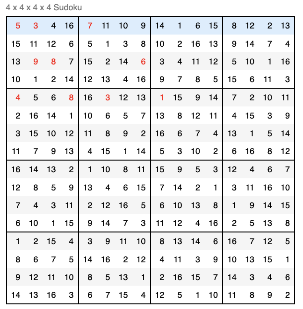 4 x 4 x 4 x 4 Sudoku
5 3 4 16 7 11 10 9 14 1 6 15 8 12 2 13
15 11 12 6 5 1 3 8 10 2 16 13 9 14 7 4
13 9 8 7 15 2 14 6 3 4 11 12 5 10 1 16
10 1 2 14 12 13 4 16 9 7 8 5 15 6 11 3
4 5 6 8 16 3 12 13 1 15 9 14 7 2 10 11
2 16 14 1 10 6 5 7 13 8 12 11 4 15 3 9
3 15 10 12 11 8 9 2 16 6 7 4 13 1 5 14
11 7 9 13 4 15 1 14 5 3 10 2 6 16 8 12
16 14 13 2 1 10 8 11 15 9 5 3 12 4 6 7
12 8 5 9 13 4 6 15 7 14 2 1 3 11 16 10
7 4 3 11 2 12 16 5 6 10 13 8 1 9 14 15
6 10 1 15 9 14 7 3 11 12 4 16 2 5 13 8
1 2 15 4 3 9 11 10 8 13 14 6 16 7 12 5
8 6 7 5 14 16 2 12 4 11 3 9 10 13 15 1
9 12 11 10 8 5 13 1 2 16 15 7 14 3 4 6
14 13 16 3 6 7 15 4 12 5 1 10 11 8 9 2